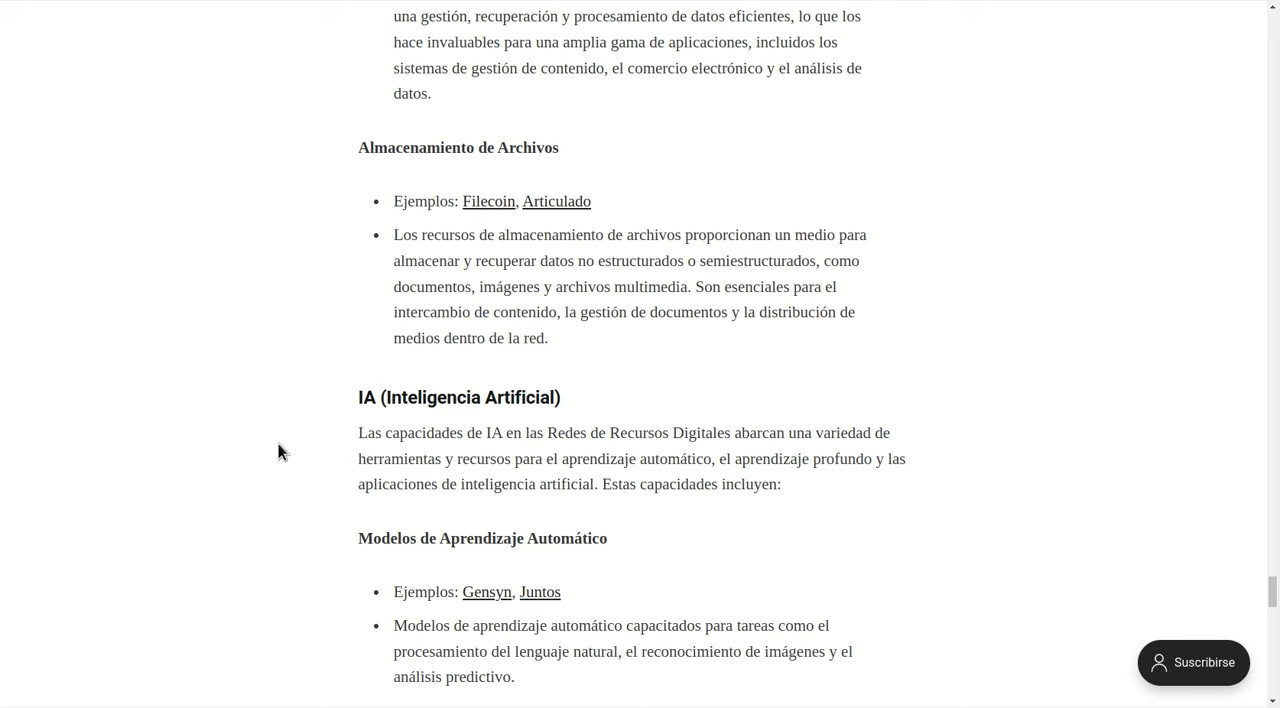 una gestión, recuperación y procesamiento de datos eficientes, lo que los
hace invaluables para una amplia gama de aplicaciones, incluidos los
sistemas de gestión de contenido, el comercio electrónico y el análisis de
datos.
Almacenamiento de Archivos
• Ejemplos: Filecoin, Articulado
• Los recursos de almacenamiento de archivos proporcionan un medio para
almacenar y recuperar datos no estructurados o semiestructurados, como
documentos, imágenes y archivos multimedia. Son esenciales para el
intercambio de contenido, la gestión de documentos y la distribución de
medios dentro de la red.
IA (Inteligencia Artificial)
Las capacidades de IA en las Redes de Recursos Digitales abarcan una variedad de
herramientas y recursos para el aprendizaje automático, el aprendizaje profundo y las
aplicaciones de inteligencia artificial. Estas capacidades incluyen:
Modelos de Aprendizaje Automático
• Ejemplos: Gensyn, Juntos
• Modelos de aprendizaje automático capacitados para tareas como el
procesamiento del lenguaje natural, el reconocimiento de imágenes y el
análisis predictivo.
Suscribirse